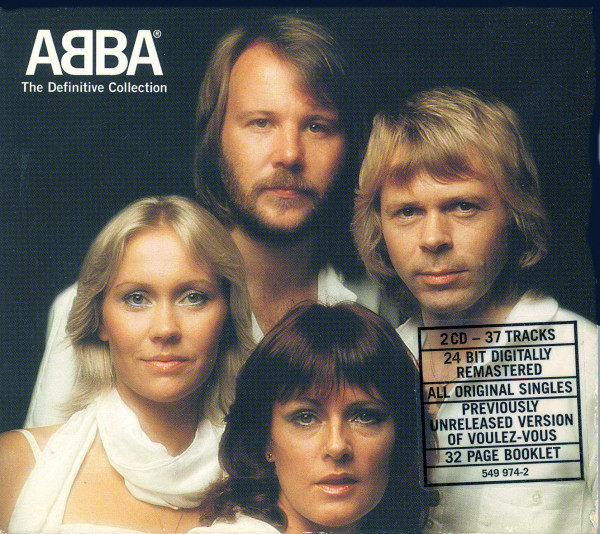 ABBA®
The Definitive Collection
2 CD – 37 TRACKS
24 BIT DIGITALLY
REMASTERED
ALL ORIGINAL SINGLES
PREVIOUSLY
UNRELEASED VERSION
OF VOULEZ-VOUS
32 PAGE BOOKLET
549 974-2